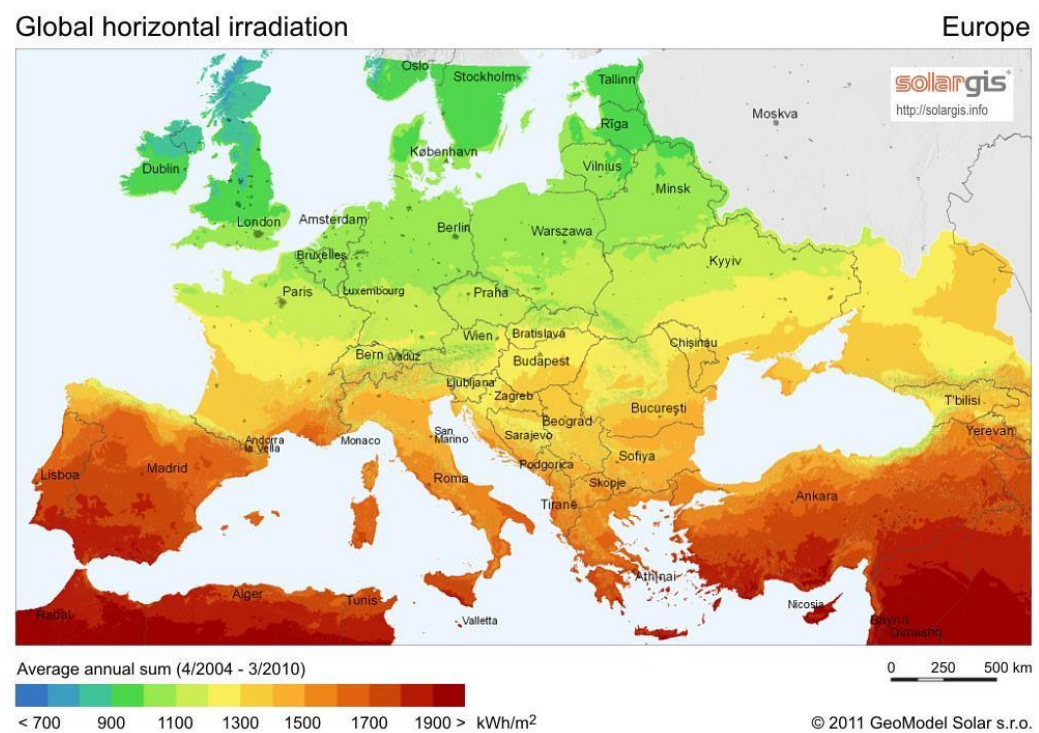 Global horizontal irradiation
Europe
solargis
http://solargis.info
Oslo
Stockholm
Tallinn
Moskva
Rīga
København
Dublin
Vilnius
Minsk
London
Amsterdam
Berlin
Warszawa
Bruxelles
Kyyiv
Paris
Luxembourg
Praha
Wien
Bratislava
Chișinău
Bern
Vaduz
Budapest
Ljubljana
Zagreb
T'bilisi
București
Beograd
San
Marino
Yerevan
Andorra
la Vella
Monaco
Sarajevo
Sofiya
Madrid
Podgorica
Lisboa
Roma
Skopje
Ankara
Tiranë
Athínai
Alger
Tunis
Nicosia
Rabat
Valletta
Bayrut
Dimashq
Average annual sum (4/2004 - 3/2010)
0 250 500 km
< 700 900 1100 1300 1500 1700 1900 > kWh/m2
© 2011 GeoModel Solar s.r.o.